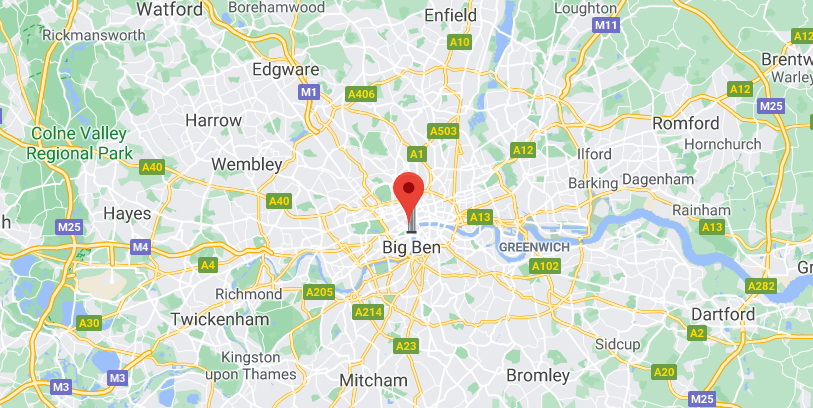 Watford
Borehamwood
Enfield
Loughton
M11
Rickmansworth
A10
A12
Edgware
Brentw
Warley
M1
A406
A12
M25
Harrow
A503
Romford
Colne Valley
Regional Park
Hornchurch
A1
A12
Ilford
A40
Wembley
Barking
Dagenham
A40
Hayes
A13
Rainham
h
M25
A13
M4
Big Ben
GREENWICH
A4
A102
Gr
Richmond
A205
A282
A30
Twickenham
A214
Dartford
A2
A23
Sidcup
Kingston
upon Thames
A20
M3
M3
Mitcham
Bromley
M25